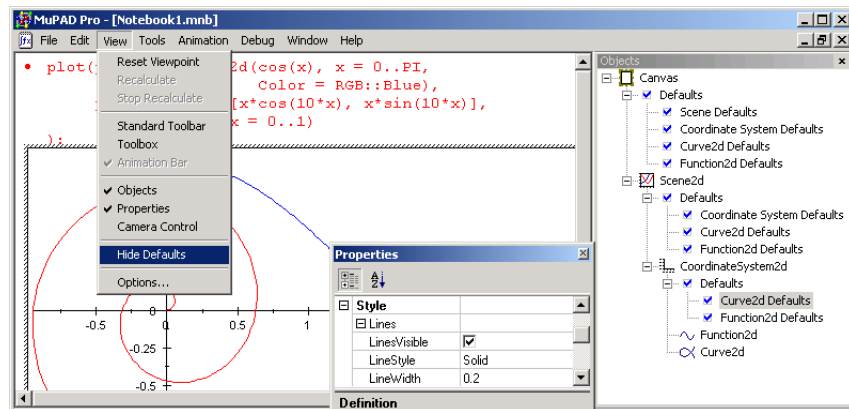 MuPAD Pro - [Notebook1.mnb]
File Edit View Tools Animation Debug Window Help
plot(
2d(cos(x), x = 0..PI,
Color = RGB::Blue),
[x*cos(10*x), x*sin(10*x)],
x = 0..1)
);
Reset Viewpoint
Recalculate
Stop Recalculate
Standard Toolbar
Toolbox
Animation Bar
Objects
Properties
Camera Control
Hide Defaults
Options...
-0.5 0 0.5 1
-0.25
-0.5
Properties
Style
Lines
LinesVisible
LineStyle Solid
LineWidth 0.2
Definition
Objects
Canvas
Defaults
Scene Defaults
Coordinate System Defaults
Curve2d Defaults
Function2d Defaults
Scene2d
Defaults
Coordinate System Defaults
Curve2d Defaults
Function2d Defaults
CoordinateSystem2d
Defaults
Curve2d Defaults
Function2d Defaults
Function2d
Curve2d